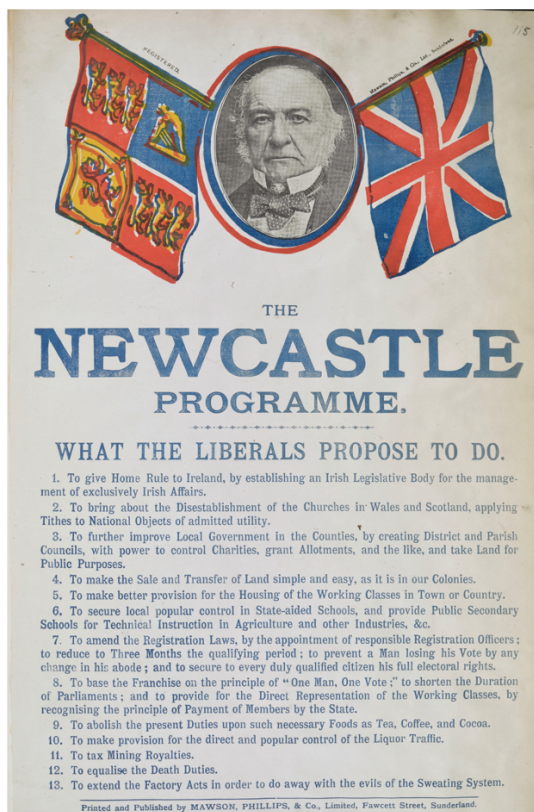 115
REGISTERED
Mawson, Phillips & Co., Ltd., Sunderland.
THE
NEWCASTLE
PROGRAMME.
WHAT THE LIBERALS PROPOSE TO DO.
1. To give Home Rule to Ireland, by establishing an Irish Legislative Body for the manage-
ment of exclusively Irish Affairs.
2. To bring about the Disestablishment of the Churches in Wales and Scotland, applying
Tithes to National Objects of admitted utility.
3. To further improve Local Government in the Counties, by creating District and Parish
Councils, with power to control Charities, grant Allotments, and the like, and take Land for
Public Purposes.
4. To make the Sale and Transfer of Land simple and easy, as it is in our Colonies.
5. To make better provision for the Housing of the Working Classes in Town or Country.
6. To secure local popular control in State-aided Schools, and provide Public Secondary
Schools for Technical Instruction in Agriculture and other Industries, &c.
7. To amend the Registration Laws, by the appointment of responsible Registration Officers;
to reduce to Three Months the qualifying period; to prevent a Man losing his Vote by any
change in his abode; and to secure to every duly qualified citizen his full electoral rights.
8. To base the Franchise on the principle of "One Man, One Vote;" to shorten the Duration
of Parliaments; and to provide for the Direct Representation of the Working Classes, by
recognising the principle of Payment of Members by the State.
9. To abolish the present Duties upon such necessary Foods as Tea, Coffee, and Cocoa.
10. To make provision for the direct and popular control of the Liquor Traffic.
11. To tax Mining Royalties.
12. To equalise the Death Duties.
13. To extend the Factory Acts in order to do away with the evils of the Sweating System.
Printed and Published by MAWSON, PHILLIPS, & Co., Limited, Fawcett Street, Sunderland.